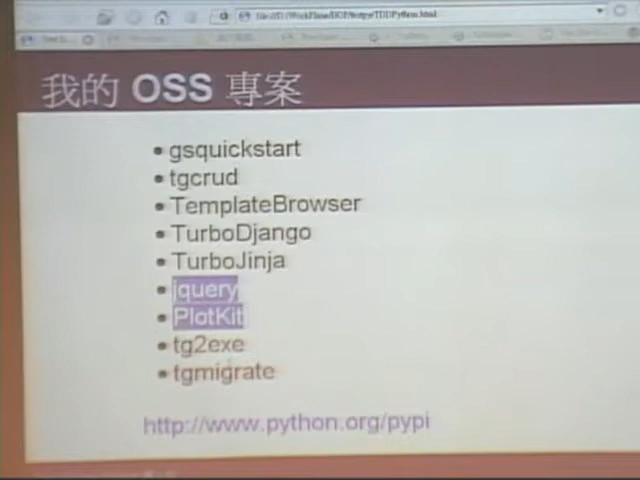 我的 OSS 專案
gsquickstart
tgcrud
TemplateBrowser
TurboDjango
TurboJinja
jquery
PlotKit
tg2exe
tgmigrate
http://www.python.org/pypi